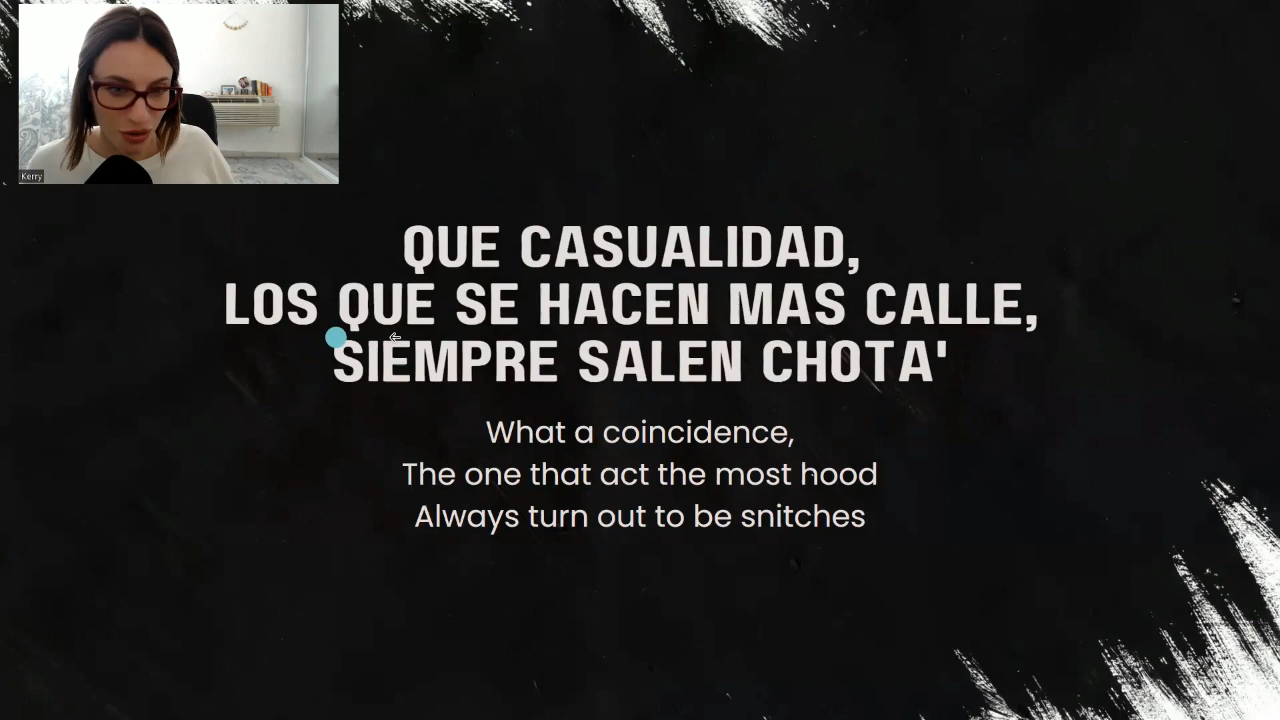 Kerry
QUE CASUALIDAD,
LOS QUE SE HACEN MAS CALLE,
SIEMPRE SALEN CHOTA'
What a coincidence,
The one that act the most hood
Always turn out to be snitches